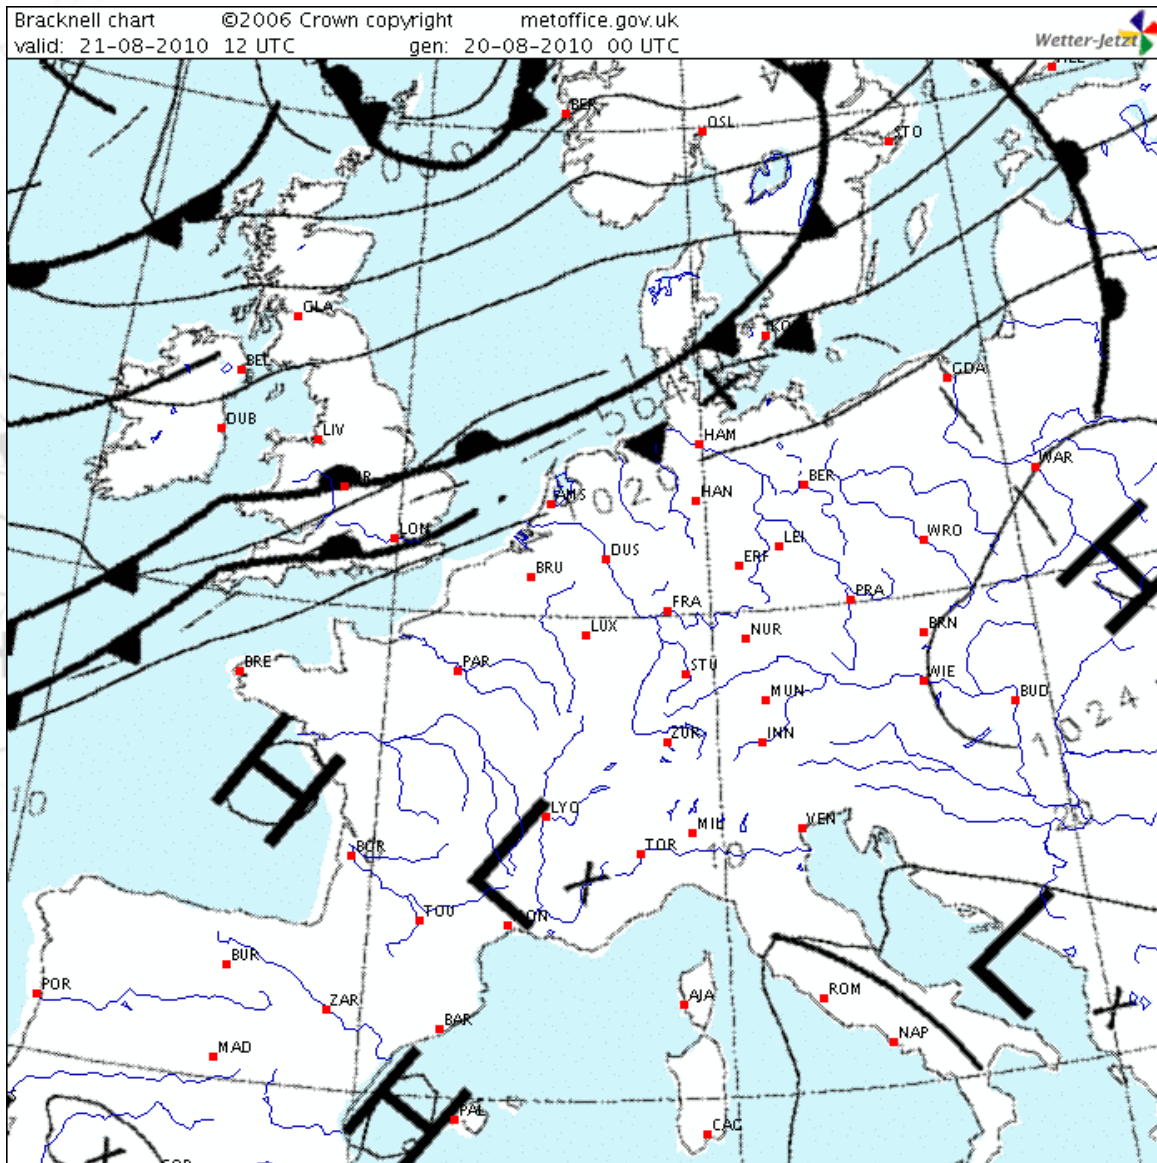 Bracknell chart ©2006 Crown copyright metoffice.gov.uk
valid: 21-08-2010 12 UTC gen: 20-08-2010 00 UTC
Wetter-Jetzt
BER
OSL
STO
GLA
BEL
GDA
DUB
LIV
564
HAM
WAR
BER
AMS
1020
HAN
H
LON
WRO
LEI
DUS
ERF
BRU
PRA
FRA
BRN
LUX
NUR
BRE
PAR
STU
WIE
MUN
BUD
1024
ZUR
INN
H
10
LYO
VEN
MIL
BOR
TOR
10
L
TOU
L
BUR
POR
AJA
ROM
ZAR
BAR
NAP
MAD
H
PAL
CAG